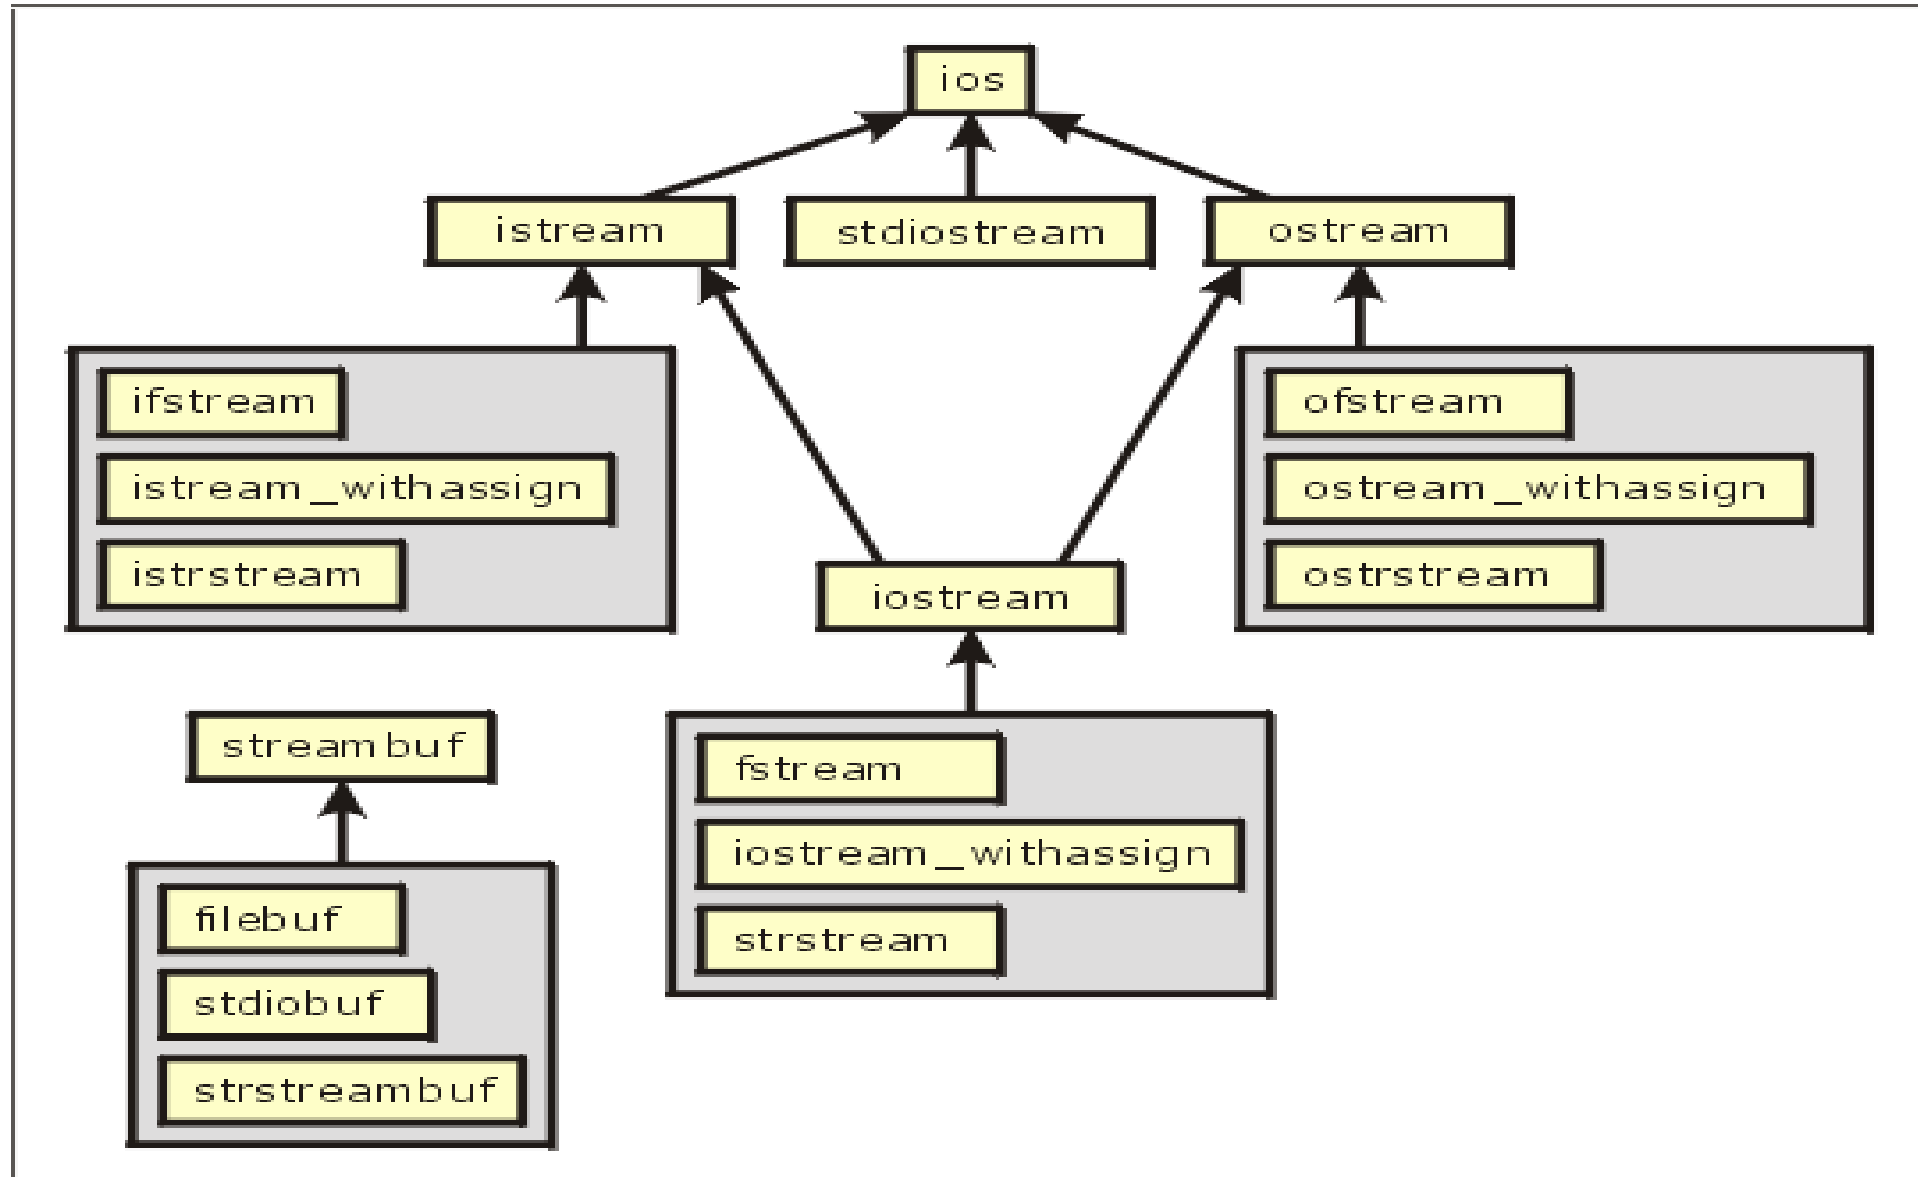 ios
istream
stdiostream
ostream
ifstream
istream_withassign
istrstream
ofstream
ostream_withassign
ostrstream
iostream
streambuf
fstream
iostream_withassign
strstream
filebuf
stdiobuf
strstreambuf